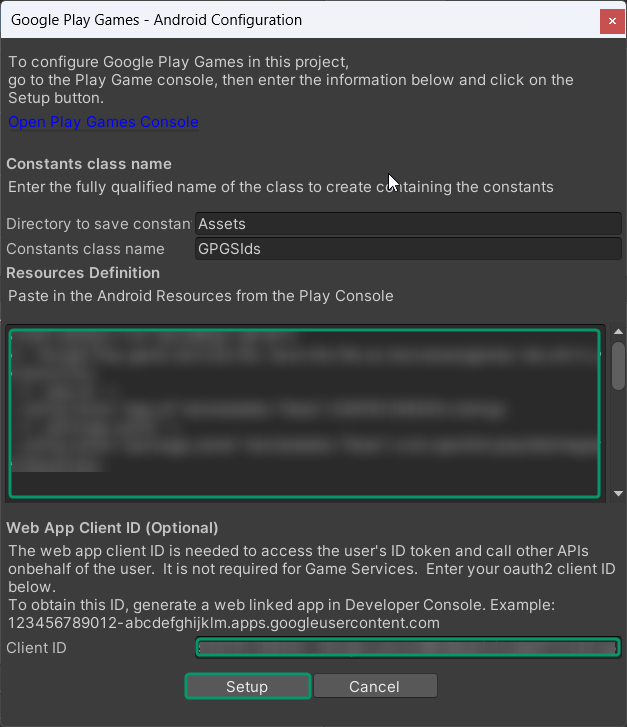 Google Play Games - Android Configuration
To configure Google Play Games in this project,
go to the Play Game console, then enter the information below and click on the
Setup button.
Open Play Games Console
Constants class name
Enter the fully qualified name of the class to create containing the constants
Directory to save constan Assets
Constants class name GPGSIds
Resources Definition
Paste in the Android Resources from the Play Console
Web App Client ID (Optional)
The web app client ID is needed to access the user's ID token and call other APIs
onbehalf of the user. It is not required for Game Services. Enter your oauth2 client ID
below.
To obtain this ID, generate a web linked app in Developer Console. Example:
123456789012-abcdefghijklm.apps.googleusercontent.com
Client ID
Setup Cancel